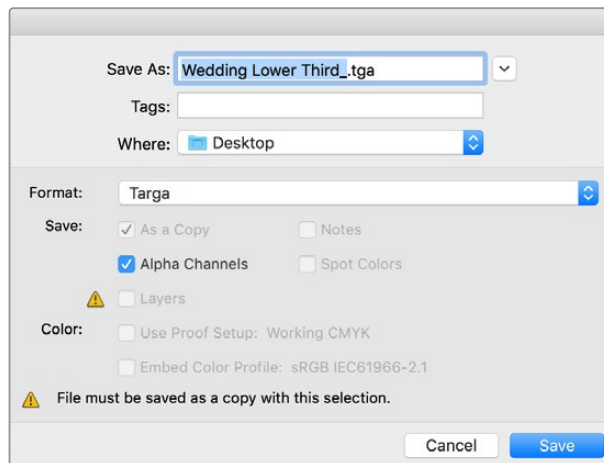 Save As: Wedding Lower Third_.tga
Tags:
Where: Desktop
Format: Targa
Save: As a Copy Notes
Alpha Channels Spot Colors
Layers
Color: Use Proof Setup: Working CMYK
Embed Color Profile: sRGB IEC61966-2.1
File must be saved as a copy with this selection.
Cancel Save